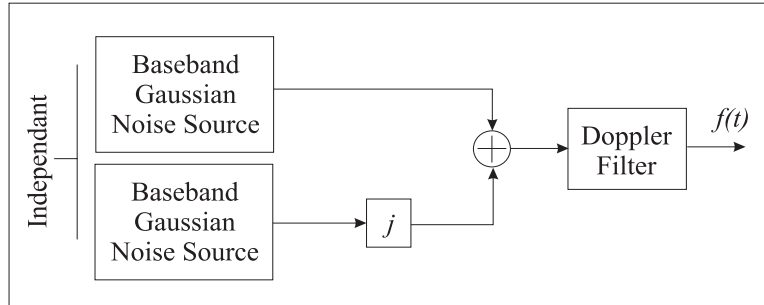 Independant
Baseband
Gaussian
Noise Source
Baseband
Gaussian
Noise Source
j
+
Doppler
Filter
f(t)